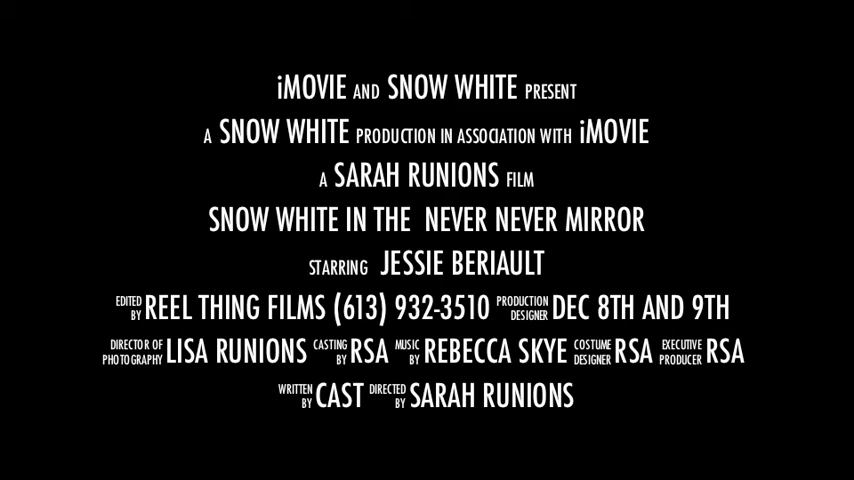 iMOVIE AND SNOW WHITE PRESENT
A SNOW WHITE PRODUCTION IN ASSOCIATION WITH iMOVIE
A SARAH RUNIONS FILM
SNOW WHITE IN THE NEVER NEVER MIRROR
STARRING JESSIE BERIAULT
EDITED BY REEL THING FILMS (613) 932-3510 PRODUCTION DESIGNER DEC 8TH AND 9TH
DIRECTOR OF PHOTOGRAPHY LISA RUNIONS CASTING BY RSA MUSIC BY REBECCA SKYE COSTUME DESIGNER RSA EXECUTIVE PRODUCER RSA
WRITTEN BY CAST DIRECTED BY SARAH RUNIONS